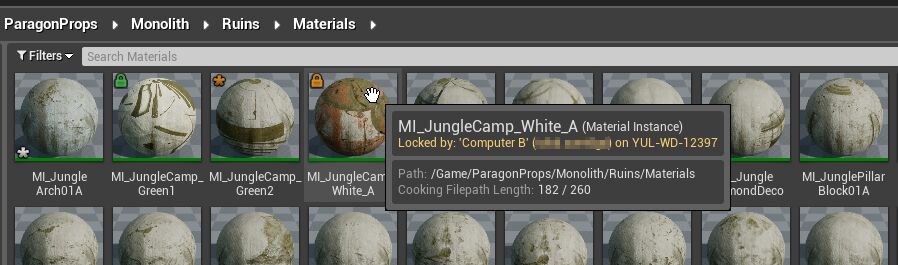 ParagonProps ▸ Monolith ▸ Ruins ▸ Materials ▸
Filters Search Materials
MI_JungleCamp_White_A (Material Instance)
Locked by: 'Computer B' ( ) on YUL-WD-12397
Path: /Game/ParagonProps/Monolith/Ruins/Materials
Cooking Filepath Length: 182 / 260
MI_Jungle
Arch01A
MI_JungleCamp_
Green1
MI_JungleCamp_
Green2
MI_JungleCa
White_A
MI_Jungle
mondDeco
MI_JunglePillar
Block01A